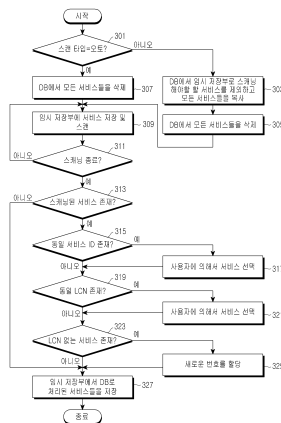 시작
301
스캔 타입=오토?
아니오
예
DB에서 모든 서비스들을 삭제
307
DB에서 임시 저장부로 스캐닝
해야할 할 서비스를 제외하고
모든 서비스들을 복사
303
임시 저장부에 서비스 저장 및
스캔
309
DB에서 모든 서비스들을 삭제
305
311
스캐닝 종료?
아니오
예
313
아니오
스캐닝된 서비스 존재?
예
315
동일 서비스 ID 존재?
예
아니오
사용자에 의해서 서비스 선택
317
319
동일 LCN 존재?
예
아니오
사용자에 의해서 서비스 선택
321
323
LCN 없는 서비스 존재?
예
아니오
새로운 번호를 할당
325
임시 저장부에서 DB로
처리된 서비스들을 저장
327
종료